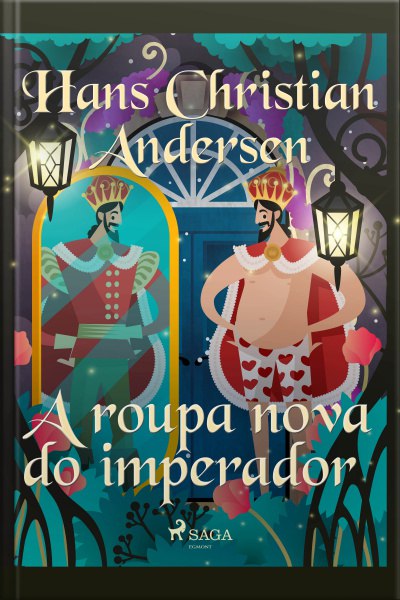 Hans Christian
Andersen
A roupa nova
do imperador
SAGA
EGMONT